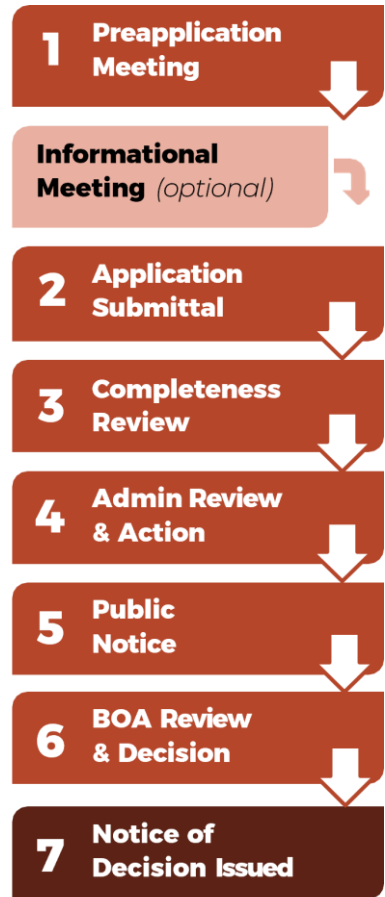 1 Preapplication
Meeting
Informational
Meeting (optional)
2 Application
Submittal
3 Completeness
Review
4 Admin Review
& Action
5 Public
Notice
6 BOA Review
& Decision
7 Notice of
Decision Issued